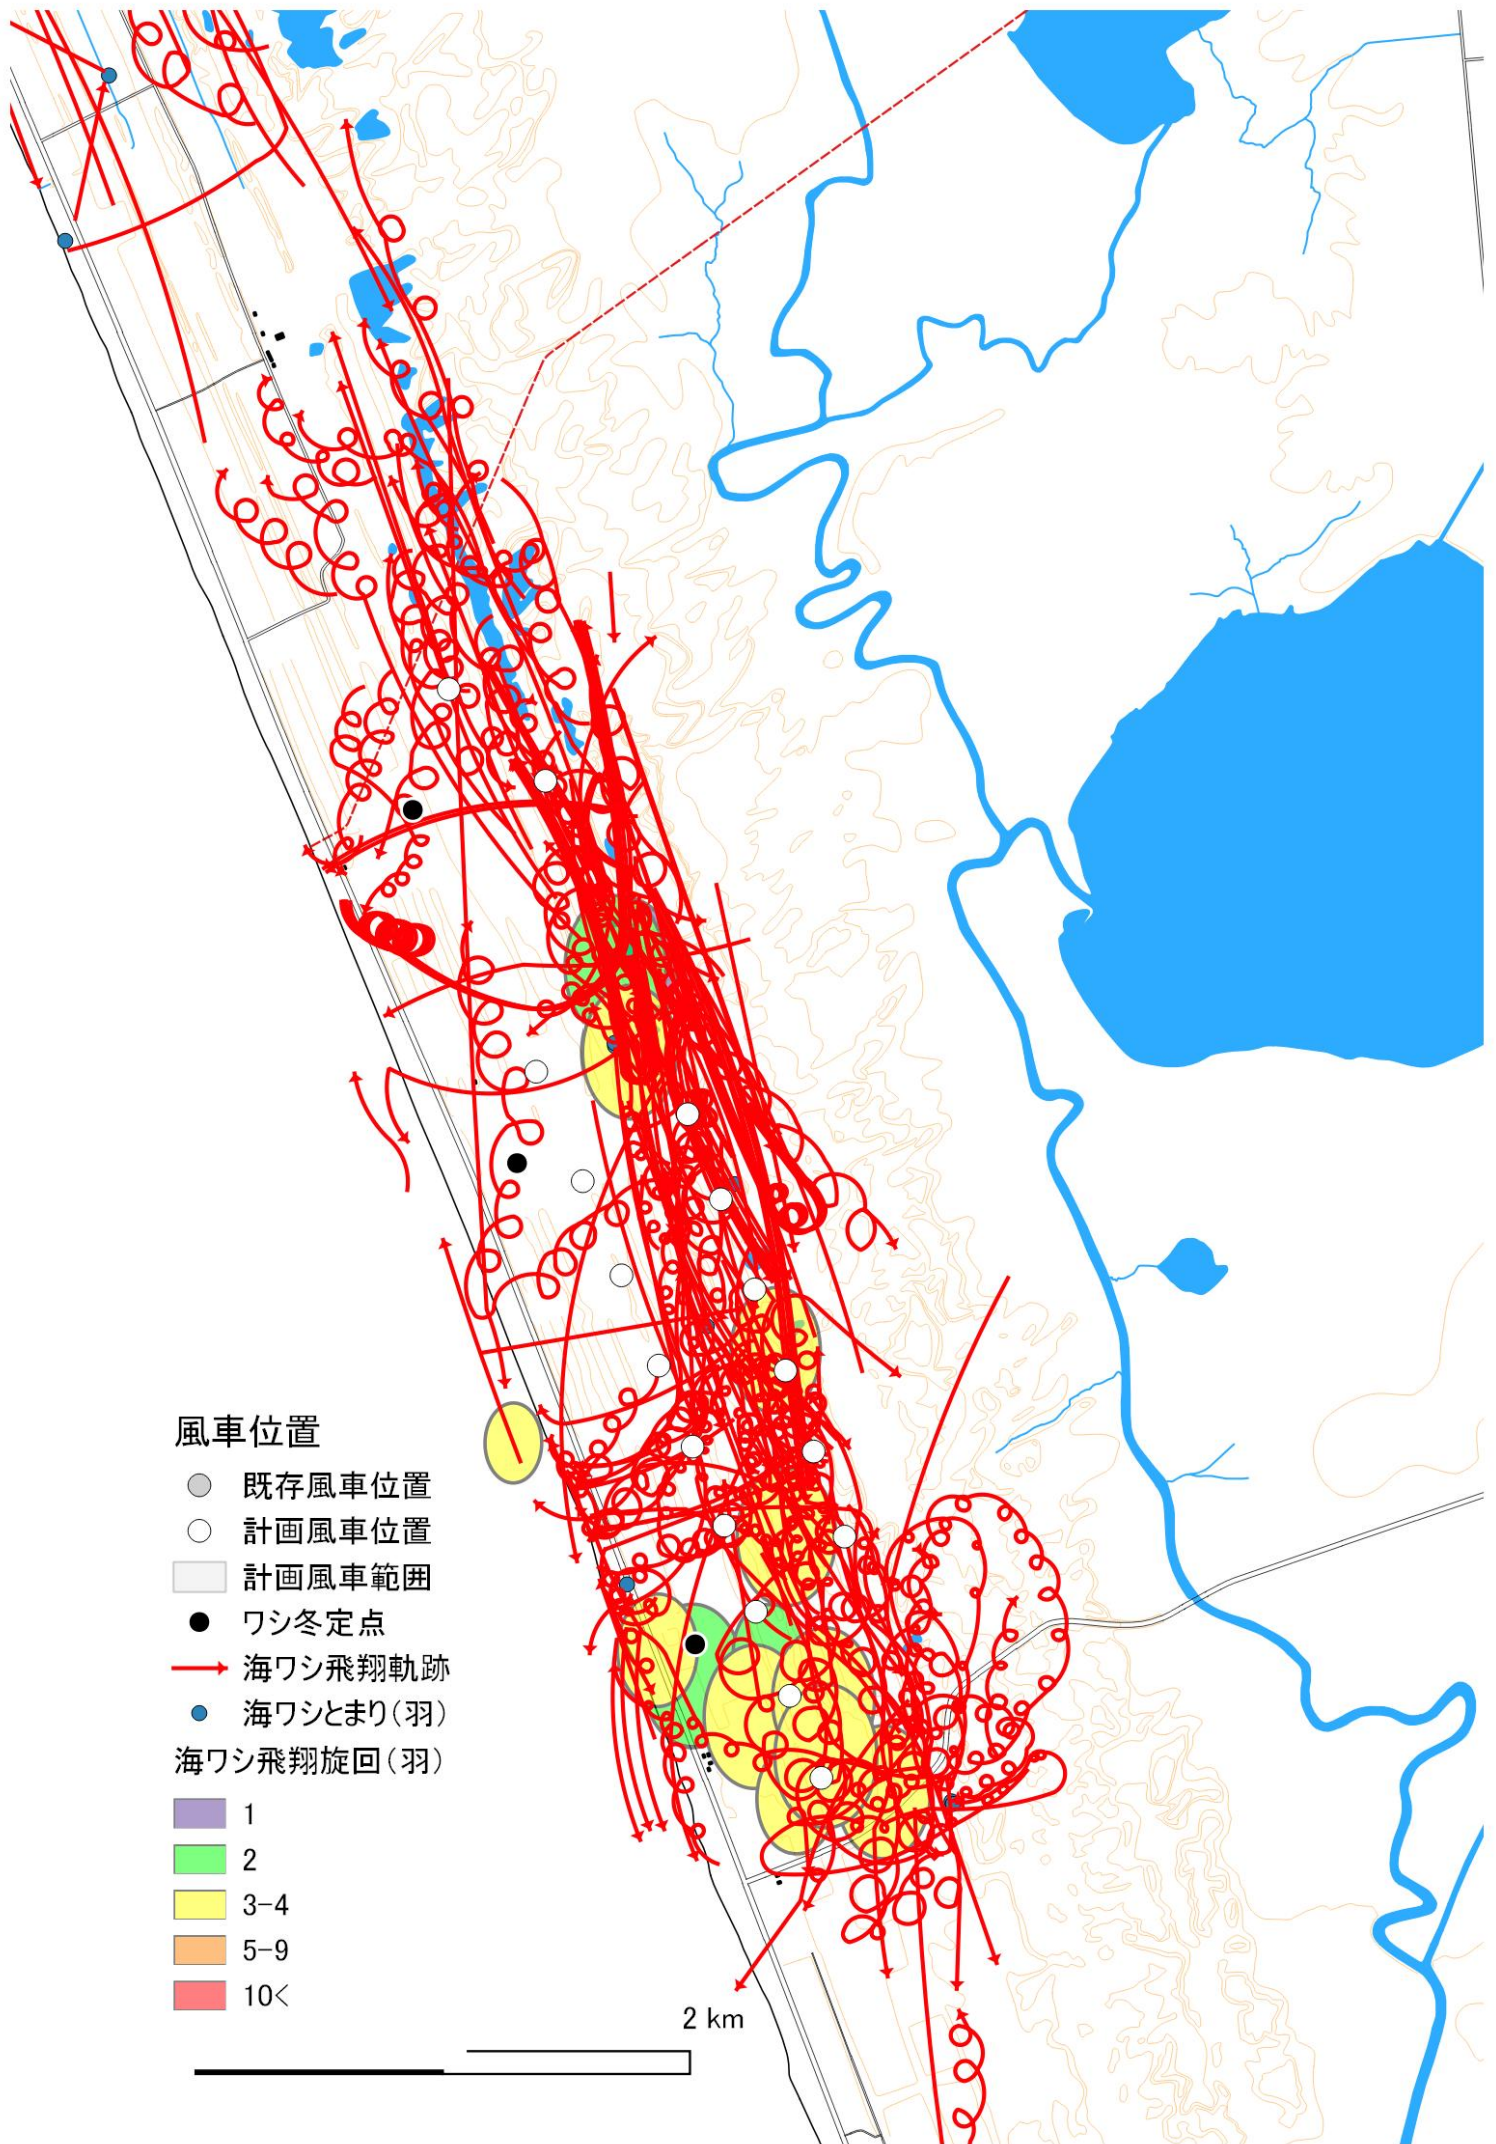 風車位置
既存風車位置
計画風車位置
計画風車範囲
ワシ冬定点
海ワシ飛翔軌跡
海ワシとまり(羽)
海ワシ飛翔旋回(羽)
1
2
3-4
5-9
10<
2 km